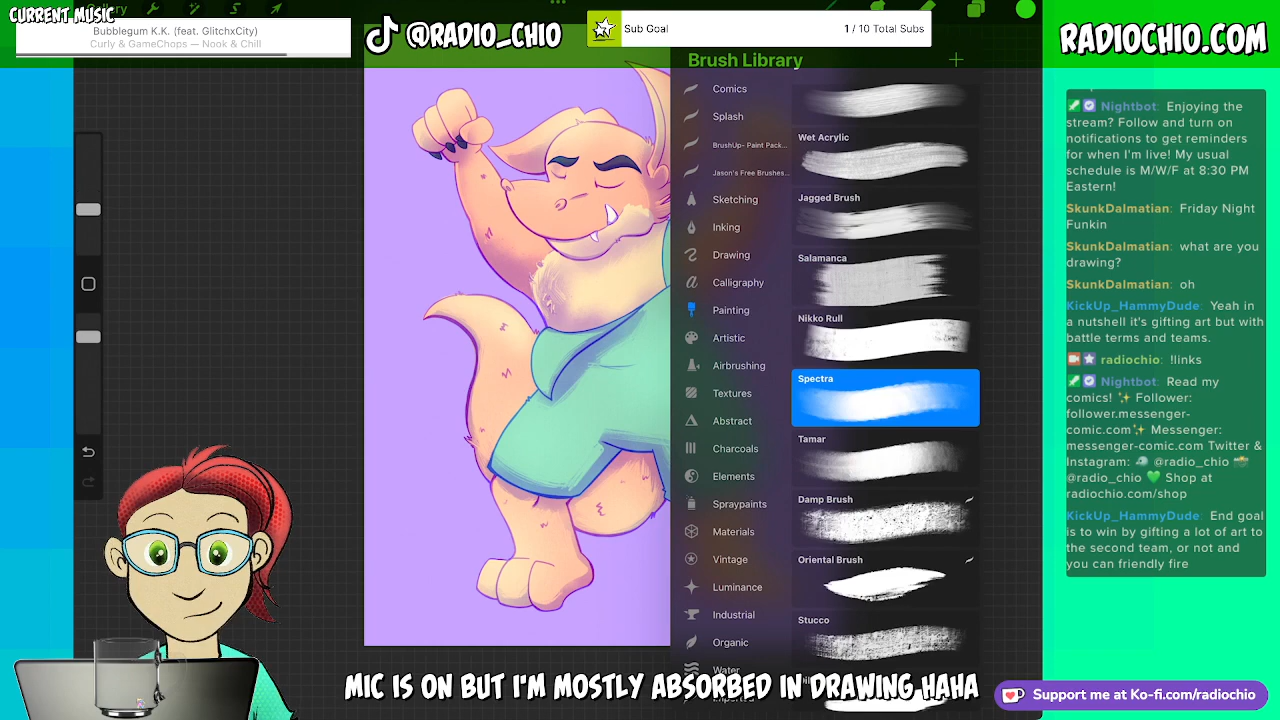 CURRENT MUSIC
Bubblegum K.K. (feat. GlitchxCity)
Curly & GameChops — Nook & Chill
@RADIO_CHIO
Sub Goal
1 / 10 Total Subs
RADIOCHIO.COM
Brush Library
Comics
Splash
BrushUp- Paint Pack...
Jason's Free Brushes...
Sketching
Inking
Drawing
Calligraphy
Painting
Artistic
Airbrushing
Textures
Abstract
Charcoals
Elements
Spraypaints
Materials
Vintage
Luminance
Industrial
Organic
Water
Wet Acrylic
Jagged Brush
Salamanca
Nikko Rull
Spectra
Tamar
Damp Brush
Oriental Brush
Stucco
Nightbot: Enjoying the
stream? Follow and turn on
notifications to get reminders
for when I'm live! My usual
schedule is M/W/F at 8:30 PM
Eastern!
SkunkDalmatian: Friday Night
Funkin
SkunkDalmatian: what are you
drawing?
SkunkDalmatian: oh
KickUp_HammyDude: Yeah in
a nutshell it's gifting art but with
battle terms and teams.
radiochio: !links
Nightbot: Read my
comics! ✨ Follower:
follower.messenger-
comic.com✨ Messenger:
messenger-comic.com Twitter &
Instagram: @radio_chio 📸
@radio_chio 💚 Shop at
radiochio.com/shop
KickUp_HammyDude: End goal
is to win by gifting a lot of art to
the second team, or not and
you can friendly fire
MIC IS ON BUT I'M MOSTLY ABSORBED IN DRAWING HAHA
Support me at Ko-fi.com/radiochio